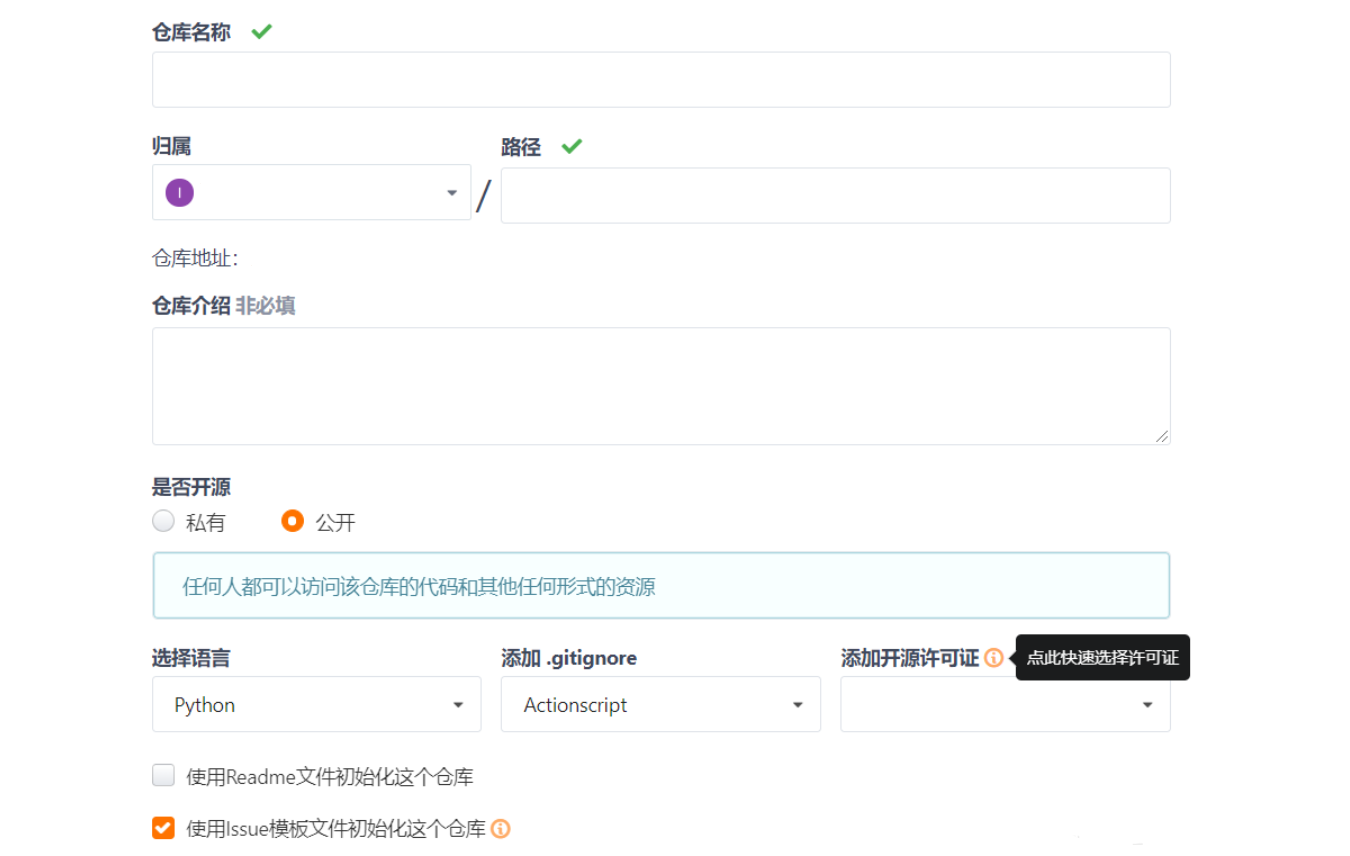 仓库名称
归属
路径
I
/
仓库地址：
仓库介绍 非必填
是否开源
私有 公开
任何人都可以访问该仓库的代码和其他任何形式的资源
选择语言 添加 .gitignore 添加开源许可证 点此快速选择许可证
Python Actionscript
使用Readme文件初始化这个仓库
使用Issue模板文件初始化这个仓库